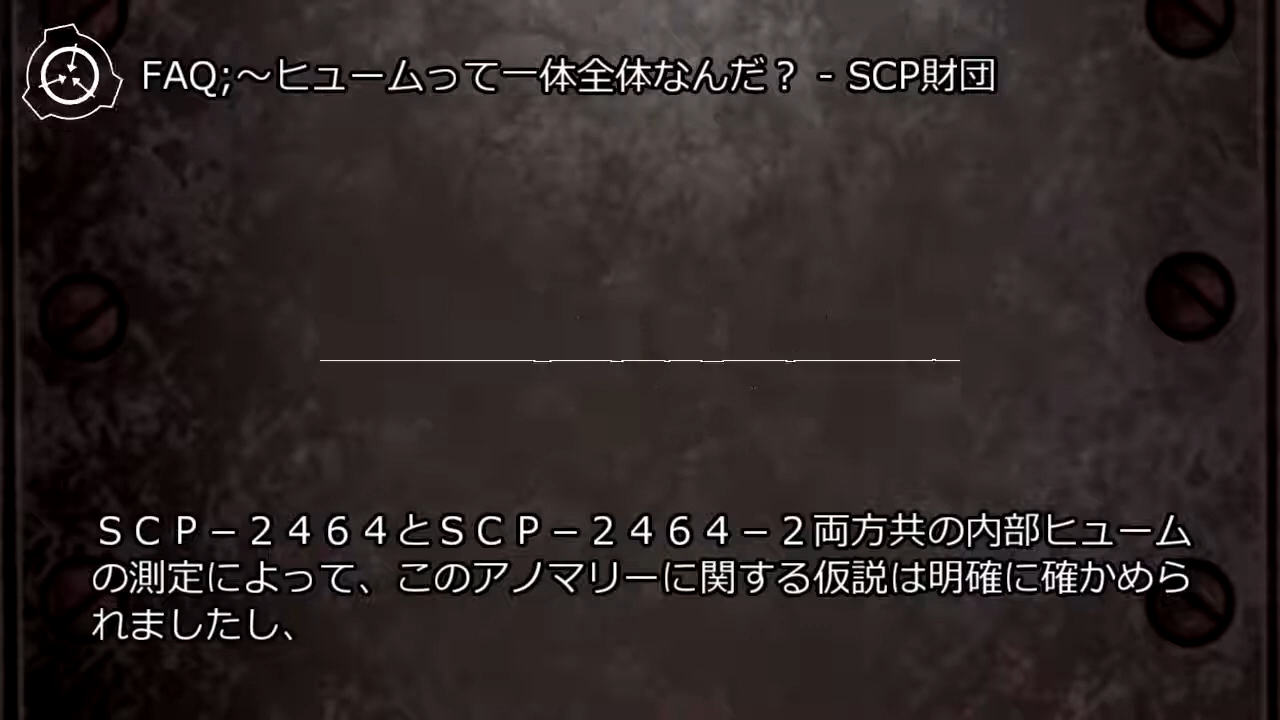 FAQ;～ヒュームって一体全体なんだ？ - SCP財団
ＳＣＰ－２４６４とＳＣＰ－２４６４－２両方共の内部ヒューム
の測定によって、このアノマリーに関する仮説は明確に確かめら
れましたし、